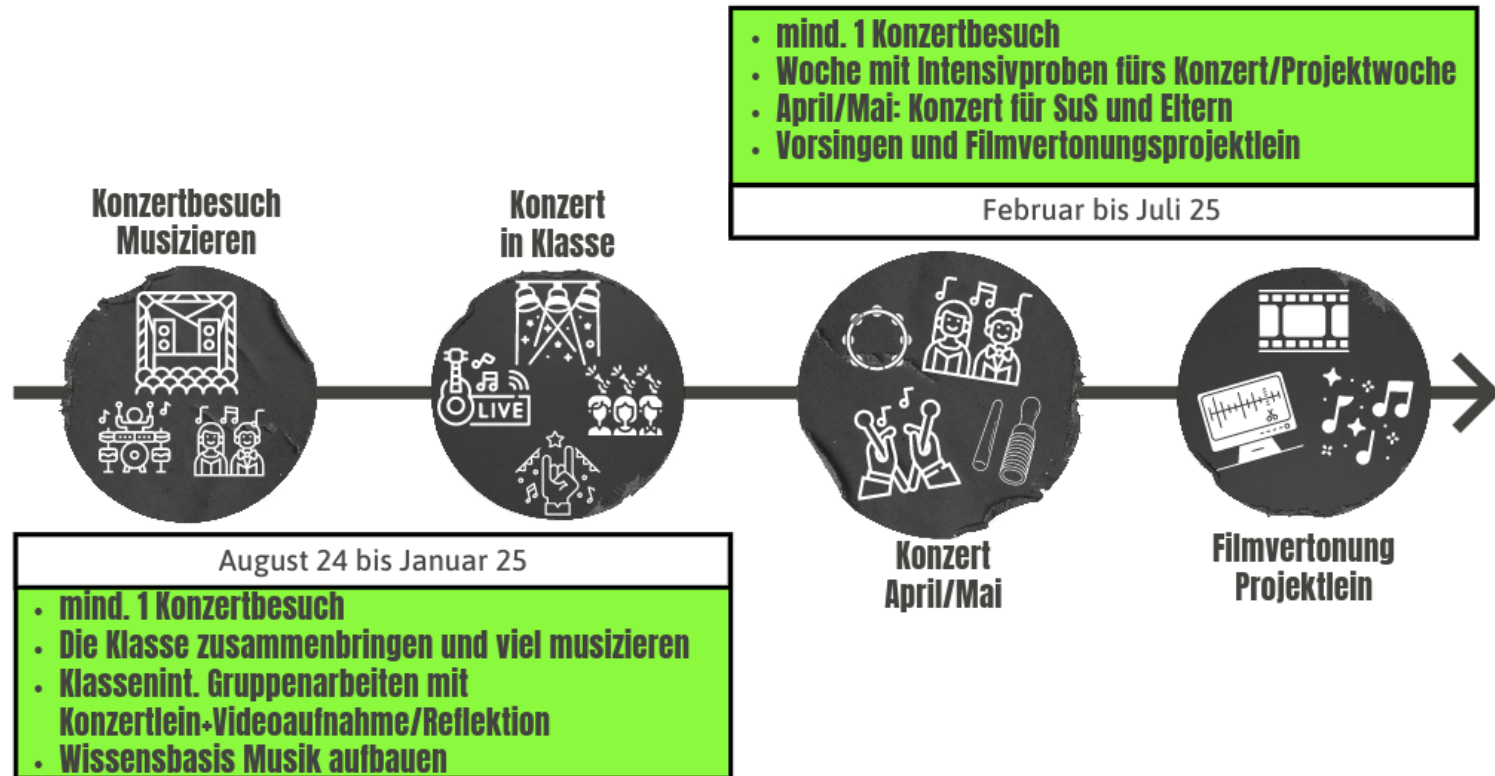 • mind. 1 Konzertbesuch
• Woche mit Intensivproben fürs Konzert/Projektwoche
• April/Mai: Konzert für SuS und Eltern
• Vorsingen und Filmvertonungsprojektlein
Februar bis Juli 25
Konzertbesuch
Musizieren
Konzert
in Klasse
LIVE
Konzert
April/Mai
Filmvertonung
Projektlein
August 24 bis Januar 25
• mind. 1 Konzertbesuch
• Die Klasse zusammenbringen und viel musizieren
• Klassenint. Gruppenarbeiten mit
Konzertlein+Videoaufnahme/Reflektion
• Wissensbasis Musik aufbauen